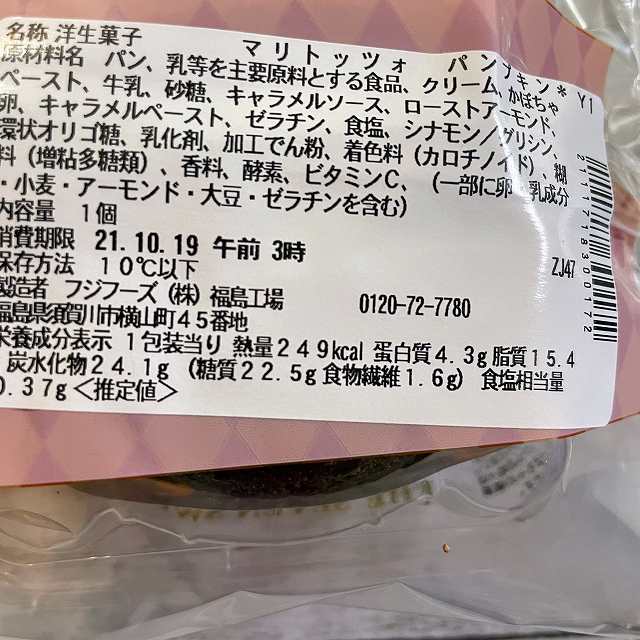 名称 洋生菓子
マリトッツォ パンプキン* Y1
原材料名 パン、乳等を主要原料とする食品、クリーム、かぼちゃ
ペースト、牛乳、砂糖、キャラメルソース、ローストアーモンド、
卵、キャラメルペースト、ゼラチン、食塩、シナモン/グリシン、
環状オリゴ糖、乳化剤、加工でん粉、着色料(カロチノイド)、糊
料(増粘多糖類)、香料、酵素、ビタミンC、(一部に卵・乳成分
・小麦・アーモンド・大豆・ゼラチンを含む)
内容量 1個
消費期限 21.10.19 午前 3時
保存方法 10℃以下
製造者 フジフーズ(株)福島工場 0120-72-7780
福島県須賀川市横山町45番地
栄養成分表示 1包装当り 熱量249kcal 蛋白質4.3g 脂質15.4
炭水化物24.1g (糖質22.5g 食物繊維1.6g) 食塩相当量
0.37g<推定値>
ZJ47
2111718300172